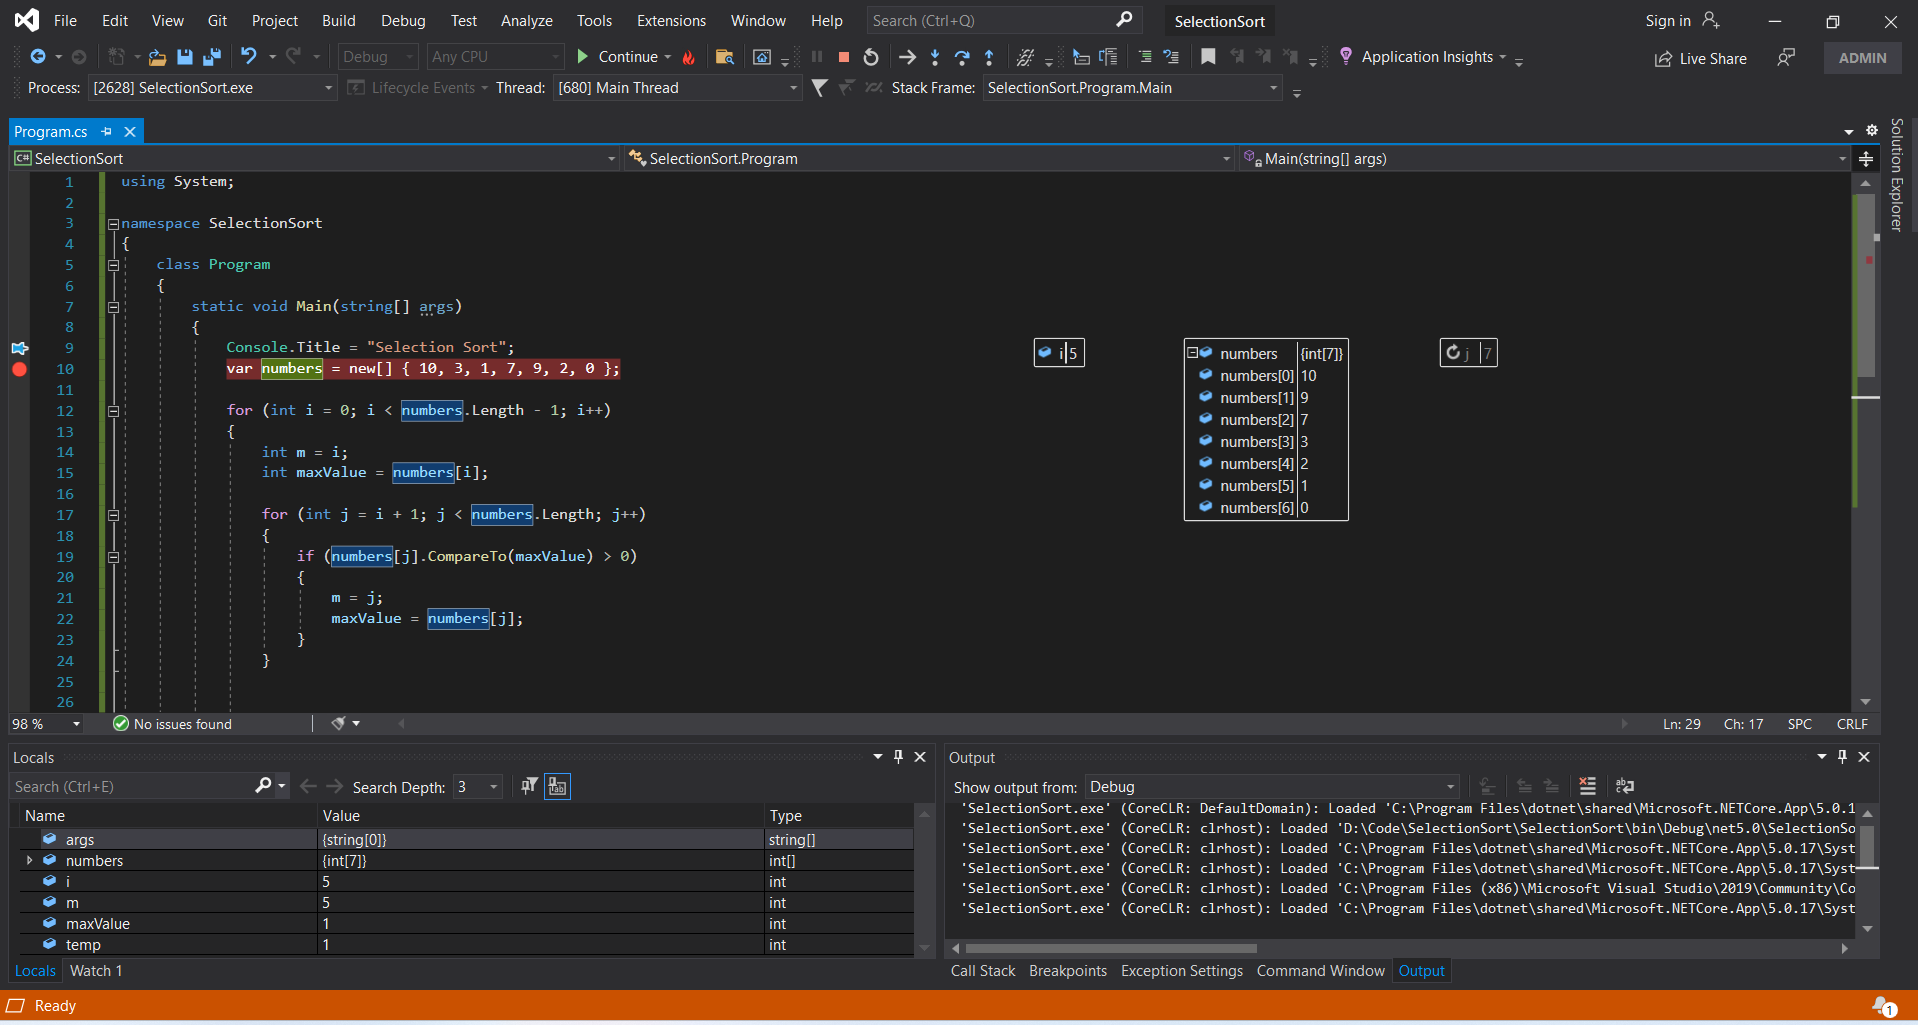 File Edit View Git Project Build Debug Test Analyze Tools Extensions Window Help Search (Ctrl+Q) SelectionSort Sign in
Debug Any CPU Continue Application Insights Live Share ADMIN
Process: [2628] SelectionSort.exe Lifecycle Events Thread: [680] Main Thread Stack Frame: SelectionSort.Program.Main
Program.cs
C# SelectionSort SelectionSort.Program Main(string[] args)
Solution Explorer
1 using System;
2
3 namespace SelectionSort
4 {
5 class Program
6 {
7 static void Main(string[] args)
8 {
9 Console.Title = "Selection Sort";
10 var numbers = new[] { 10, 3, 1, 7, 9, 2, 0 };
11
12 for (int i = 0; i < numbers.Length - 1; i++)
13 {
14 int m = i;
15 int maxValue = numbers[i];
16
17 for (int j = i + 1; j < numbers.Length; j++)
18 {
19 if (numbers[j].CompareTo(maxValue) > 0)
20 {
21 m = j;
22 maxValue = numbers[j];
23 }
24 }
25
26
i 5
numbers {int[7]}
numbers[0] 10
numbers[1] 9
numbers[2] 7
numbers[3] 3
numbers[4] 2
numbers[5] 1
numbers[6] 0
j 7
98 % No issues found Ln: 29 Ch: 17 SPC CRLF
Locals
Search (Ctrl+E) Search Depth: 3
Name Value Type
args {string[0]} string[]
numbers {int[7]} int[]
i 5 int
m 5 int
maxValue 1 int
temp 1 int
Locals Watch 1
Output
Show output from: Debug
'SelectionSort.exe' (CoreCLR: DefaultDomain): Loaded 'C:\Program Files\dotnet\shared\Microsoft.NETCore.App\5.0.1
'SelectionSort.exe' (CoreCLR: clrhost): Loaded 'D:\Code\SelectionSort\SelectionSort\bin\Debug\net5.0\SelectionSo
'SelectionSort.exe' (CoreCLR: clrhost): Loaded 'C:\Program Files\dotnet\shared\Microsoft.NETCore.App\5.0.17\Syst
'SelectionSort.exe' (CoreCLR: clrhost): Loaded 'C:\Program Files\dotnet\shared\Microsoft.NETCore.App\5.0.17\Syst
'SelectionSort.exe' (CoreCLR: clrhost): Loaded 'C:\Program Files (x86)\Microsoft Visual Studio\2019\Community\Co
'SelectionSort.exe' (CoreCLR: clrhost): Loaded 'C:\Program Files\dotnet\shared\Microsoft.NETCore.App\5.0.17\Syst
Call Stack Breakpoints Exception Settings Command Window Output
Ready 1